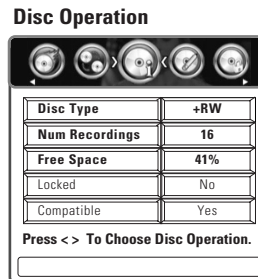 Disc Operation
Disc Type +RW
Num Recordings 16
Free Space 41%
Locked No
Compatible Yes
Press < > To Choose Disc Operation.